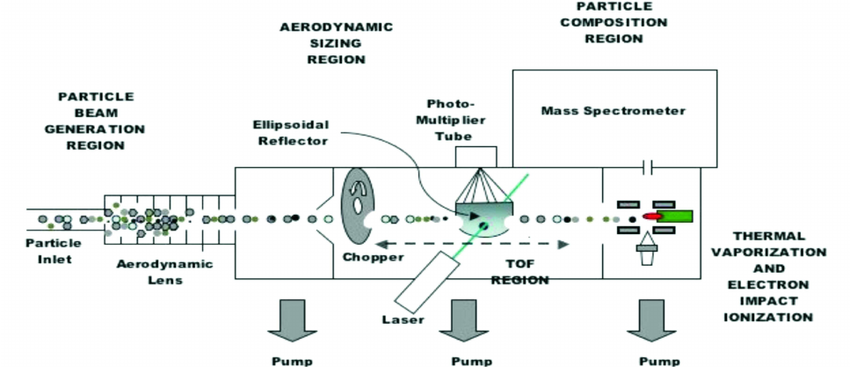 PARTICLE
COMPOSITION
REGION
AERODYNAMIC
SIZING
REGION
PARTICLE
BEAM
GENERATION
REGION
Photo-
Multiplier
Tube
Mass Spectrometer
Ellipsoidal
Reflector
Particle
Inlet
Aerodynamic
Lens
Chopper
TOF
REGION
Laser
THERMAL
VAPORIZATION
AND
ELECTRON
IMPACT
IONIZATION
Pump
Pump
Pump